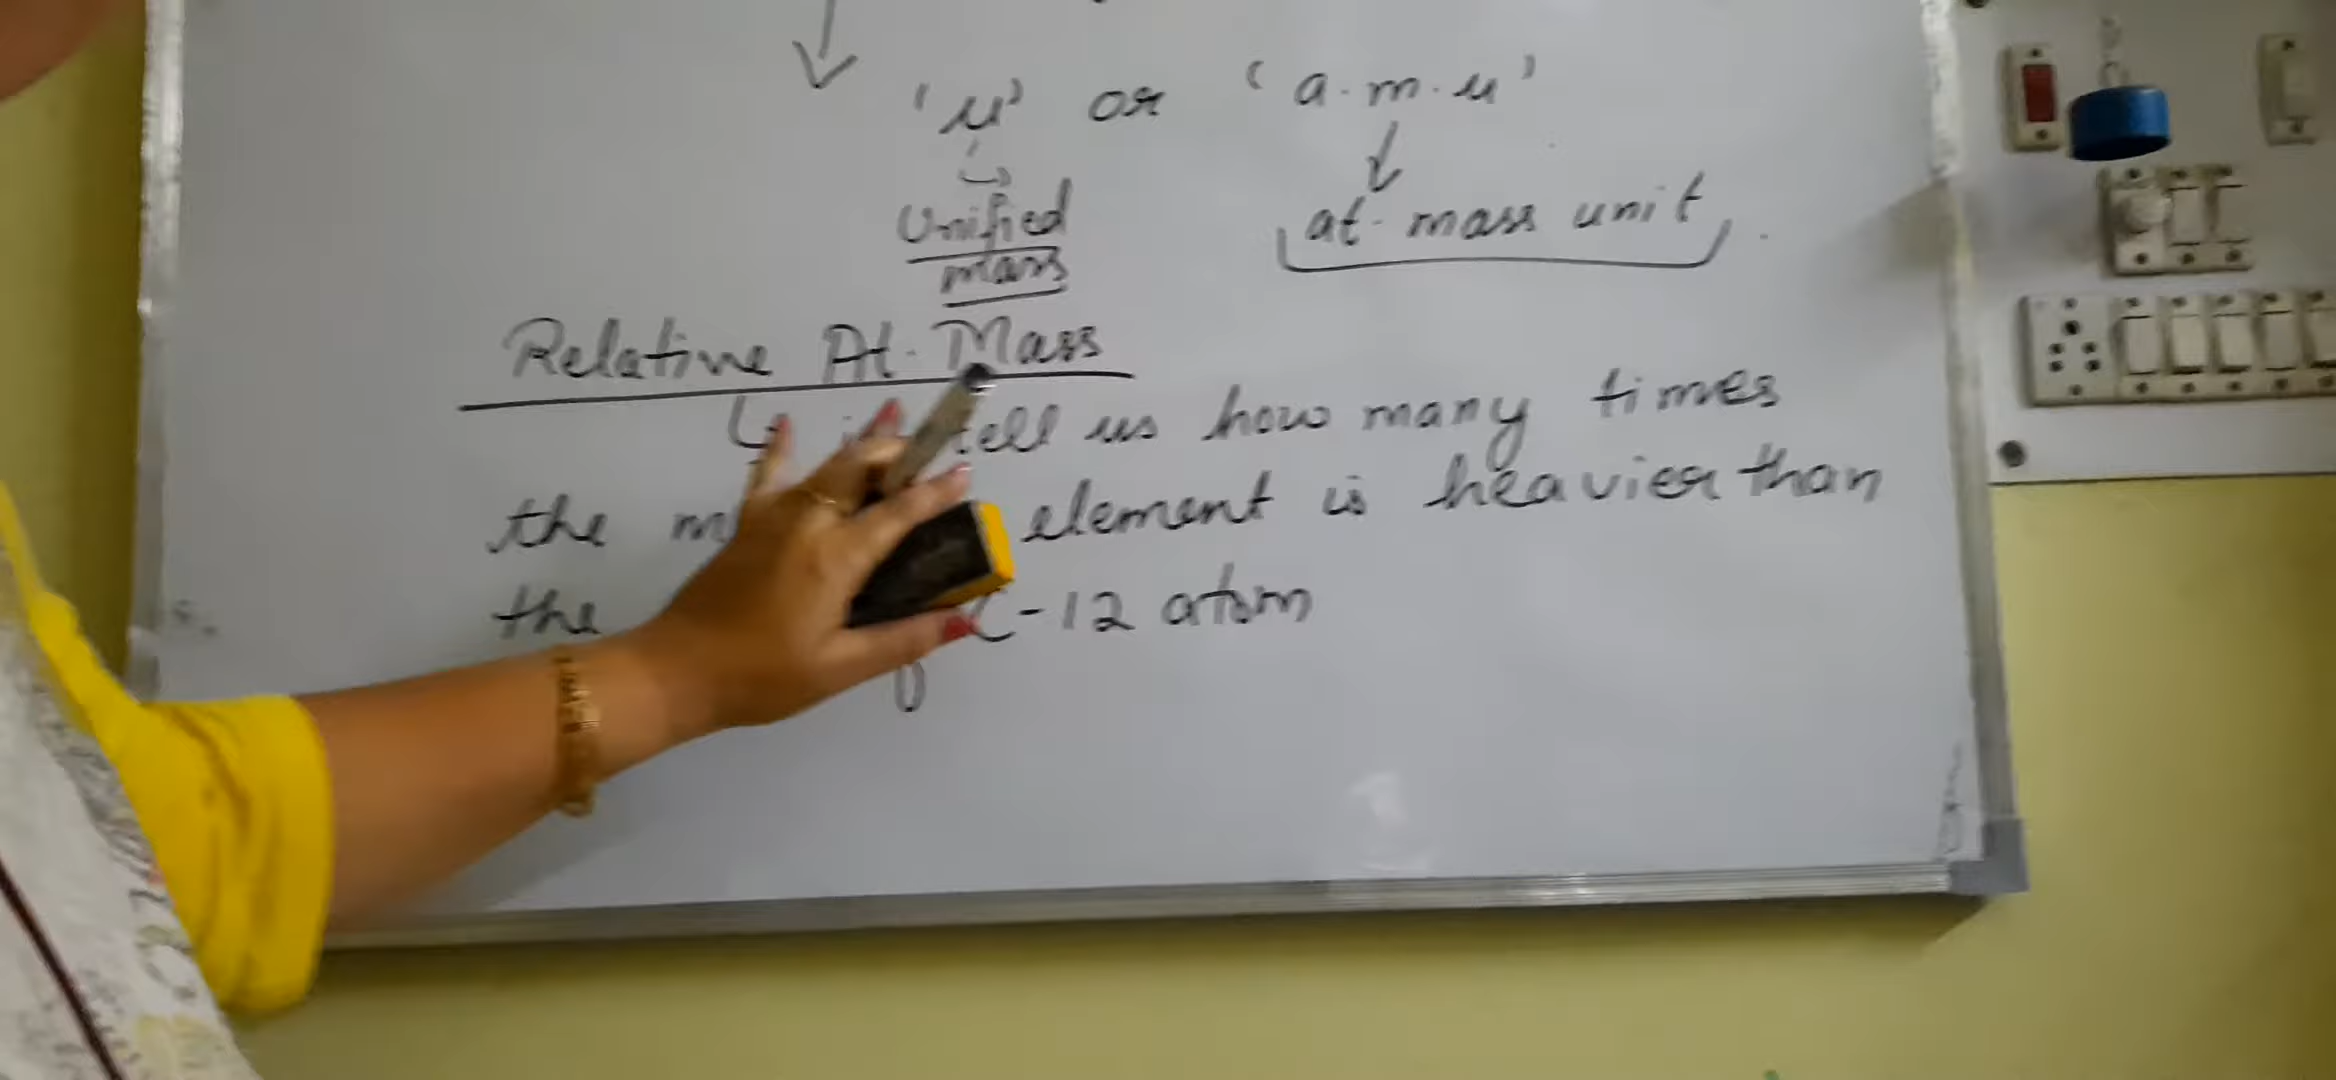 'u' or 'a.m.u'
Unified
mass
at. mass unit
Relative At. Mass
tell us how many times
the element is heavier than
the C-12 atom